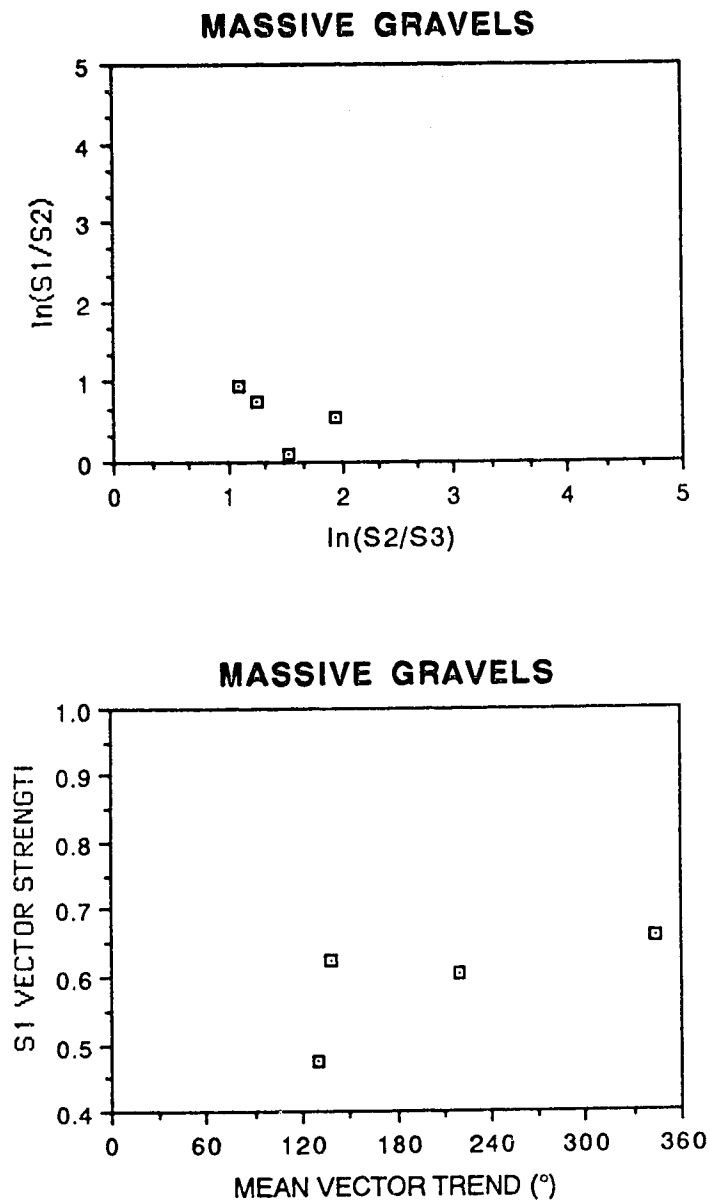 MASSIVE GRAVELS
5
4
3
2
1
0
ln(S1/S2)
0 1 2 3 4 5
ln(S2/S3)
MASSIVE GRAVELS
1.0
0.9
0.8
0.7
0.6
0.5
0.4
S1 VECTOR STRENGTI
0 60 120 180 240 300 360
MEAN VECTOR TREND (°)